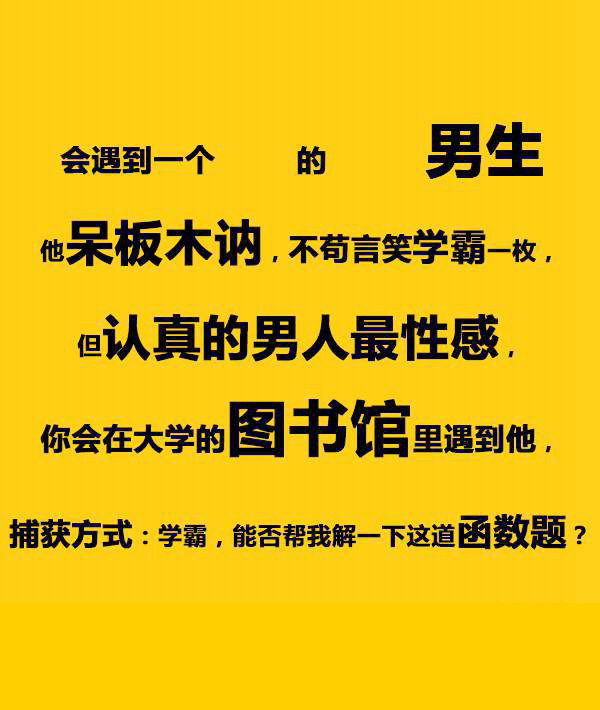 会遇到一个 的 男生
他呆板木讷，不苟言笑学霸一枚，
但认真的男人最性感，
你会在大学的图书馆里遇到他，
捕获方式：学霸，能否帮我解一下这道函数题？